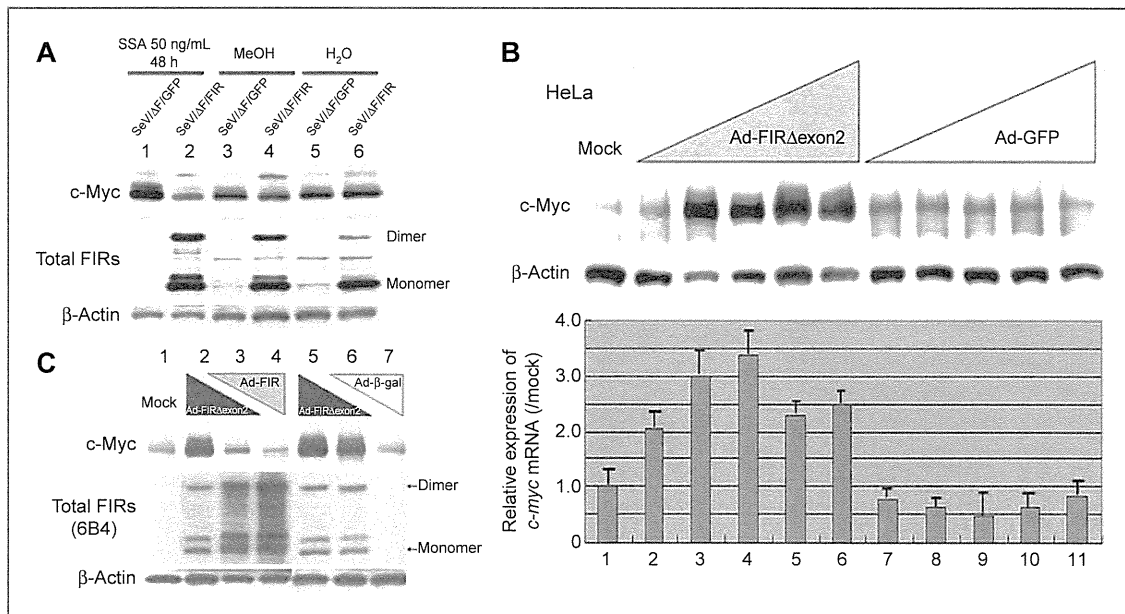 A
SSA 50 ng/mL
48 h
MeOH
H₂O
SeV/ΔF/GFP
SeV/ΔF/FIR
SeV/ΔF/GFP
SeV/ΔF/FIR
SeV/ΔF/GFP
SeV/ΔF/FIR
1 2 3 4 5 6
c-Myc
Total FIRs
Dimer
Monomer
β-Actin
B
HeLa
Mock
Ad-FIRΔexon2
Ad-GFP
c-Myc
β-Actin
Relative expression of
c-myc mRNA (/mock)
4.0
3.0
2.0
1.0
0
1 2 3 4 5 6 7 8 9 10 11
C
1 2 3 4 5 6 7
Mock
Ad-FIRΔexon2
Ad-FIR
Ad-FIRΔexon2
Ad-β-gal
c-Myc
Total FIRs
(6B4)
Dimer
Monomer
β-Actin